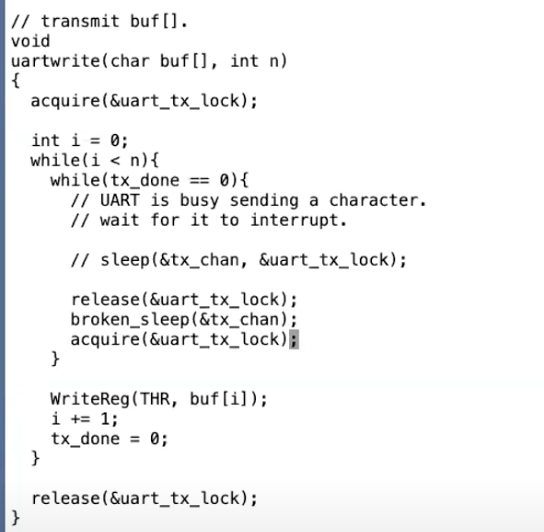 // transmit buf[].
void
uartwrite(char buf[], int n)
{
  acquire(&uart_tx_lock);

  int i = 0;
  while(i < n){
    while(tx_done == 0){
      // UART is busy sending a character.
      // wait for it to interrupt.

      // sleep(&tx_chan, &uart_tx_lock);

      release(&uart_tx_lock);
      broken_sleep(&tx_chan);
      acquire(&uart_tx_lock);
    }

    WriteReg(THR, buf[i]);
    i += 1;
    tx_done = 0;
  }

  release(&uart_tx_lock);
}